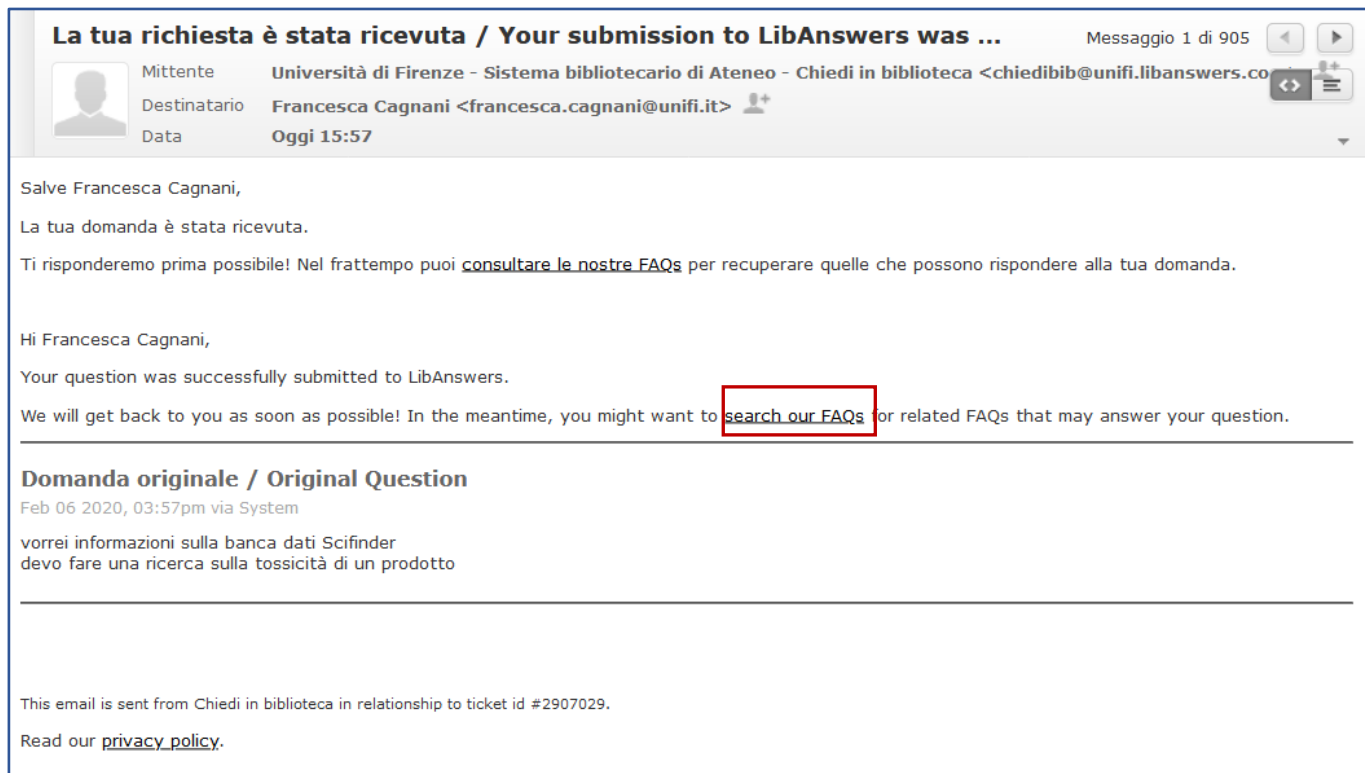 La tua richiesta è stata ricevuta / Your submission to LibAnswers was ...
Messaggio 1 di 905
Mittente Università di Firenze - Sistema bibliotecario di Ateneo - Chiedi in biblioteca <chiedibib@unifi.libanswers.co
Destinatario Francesca Cagnani <francesca.cagnani@unifi.it>
Data Oggi 15:57
Salve Francesca Cagnani,
La tua domanda è stata ricevuta.
Ti risponderemo prima possibile! Nel frattempo puoi consultare le nostre FAQs per recuperare quelle che possono rispondere alla tua domanda.
Hi Francesca Cagnani,
Your question was successfully submitted to LibAnswers.
We will get back to you as soon as possible! In the meantime, you might want to search our FAQs for related FAQs that may answer your question.
Domanda originale / Original Question
Feb 06 2020, 03:57pm via System
vorrei informazioni sulla banca dati Scifinder
devo fare una ricerca sulla tossicità di un prodotto
This email is sent from Chiedi in biblioteca in relationship to ticket id #2907029.
Read our privacy policy.